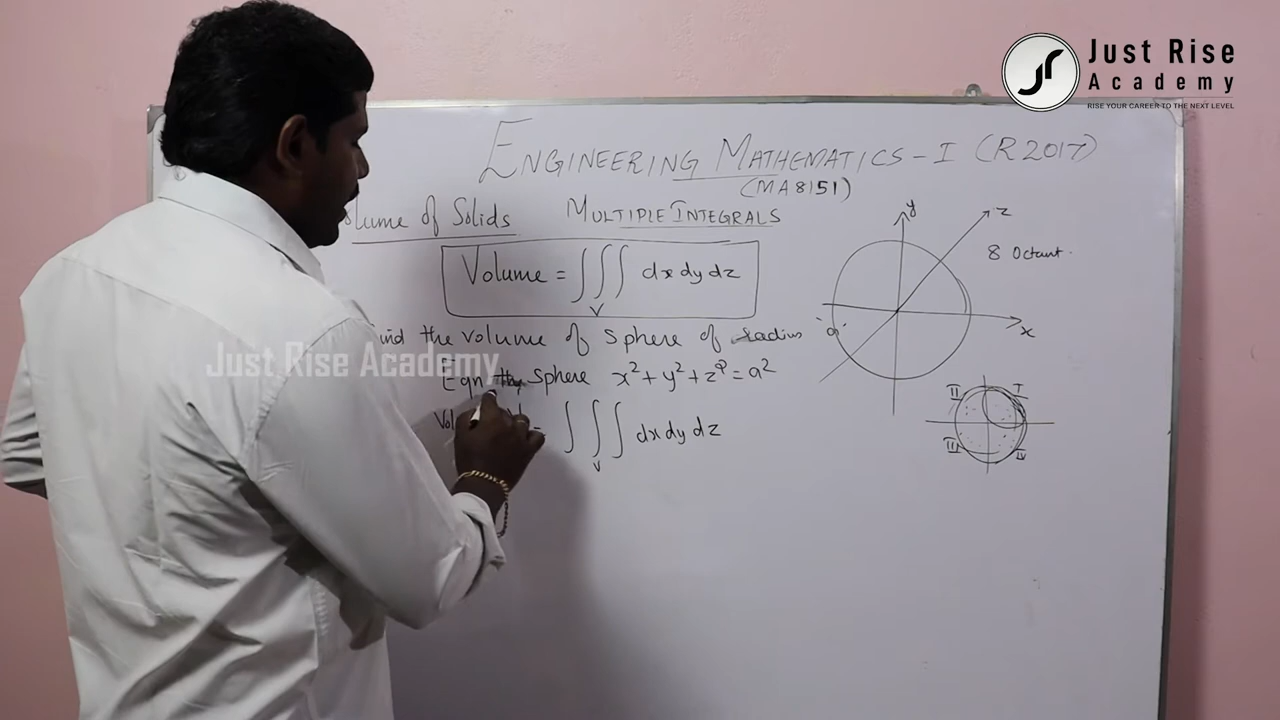 Just Rise
Academy
RISE YOUR CAREER TO THE NEXT LEVEL
ENGINEERING MATHEMATICS - I (R2017)
(MA8151)
of Solids MULTIPLE INTEGRALS
Volume = ∭ dx dy dz
V
the volume of sphere of radius 'a'
Eqn sphere x² + y² + z² = a²
= ∭ dx dy dz
V
y
z
8 Octant.
x
II I
III IV
Just Rise Academy